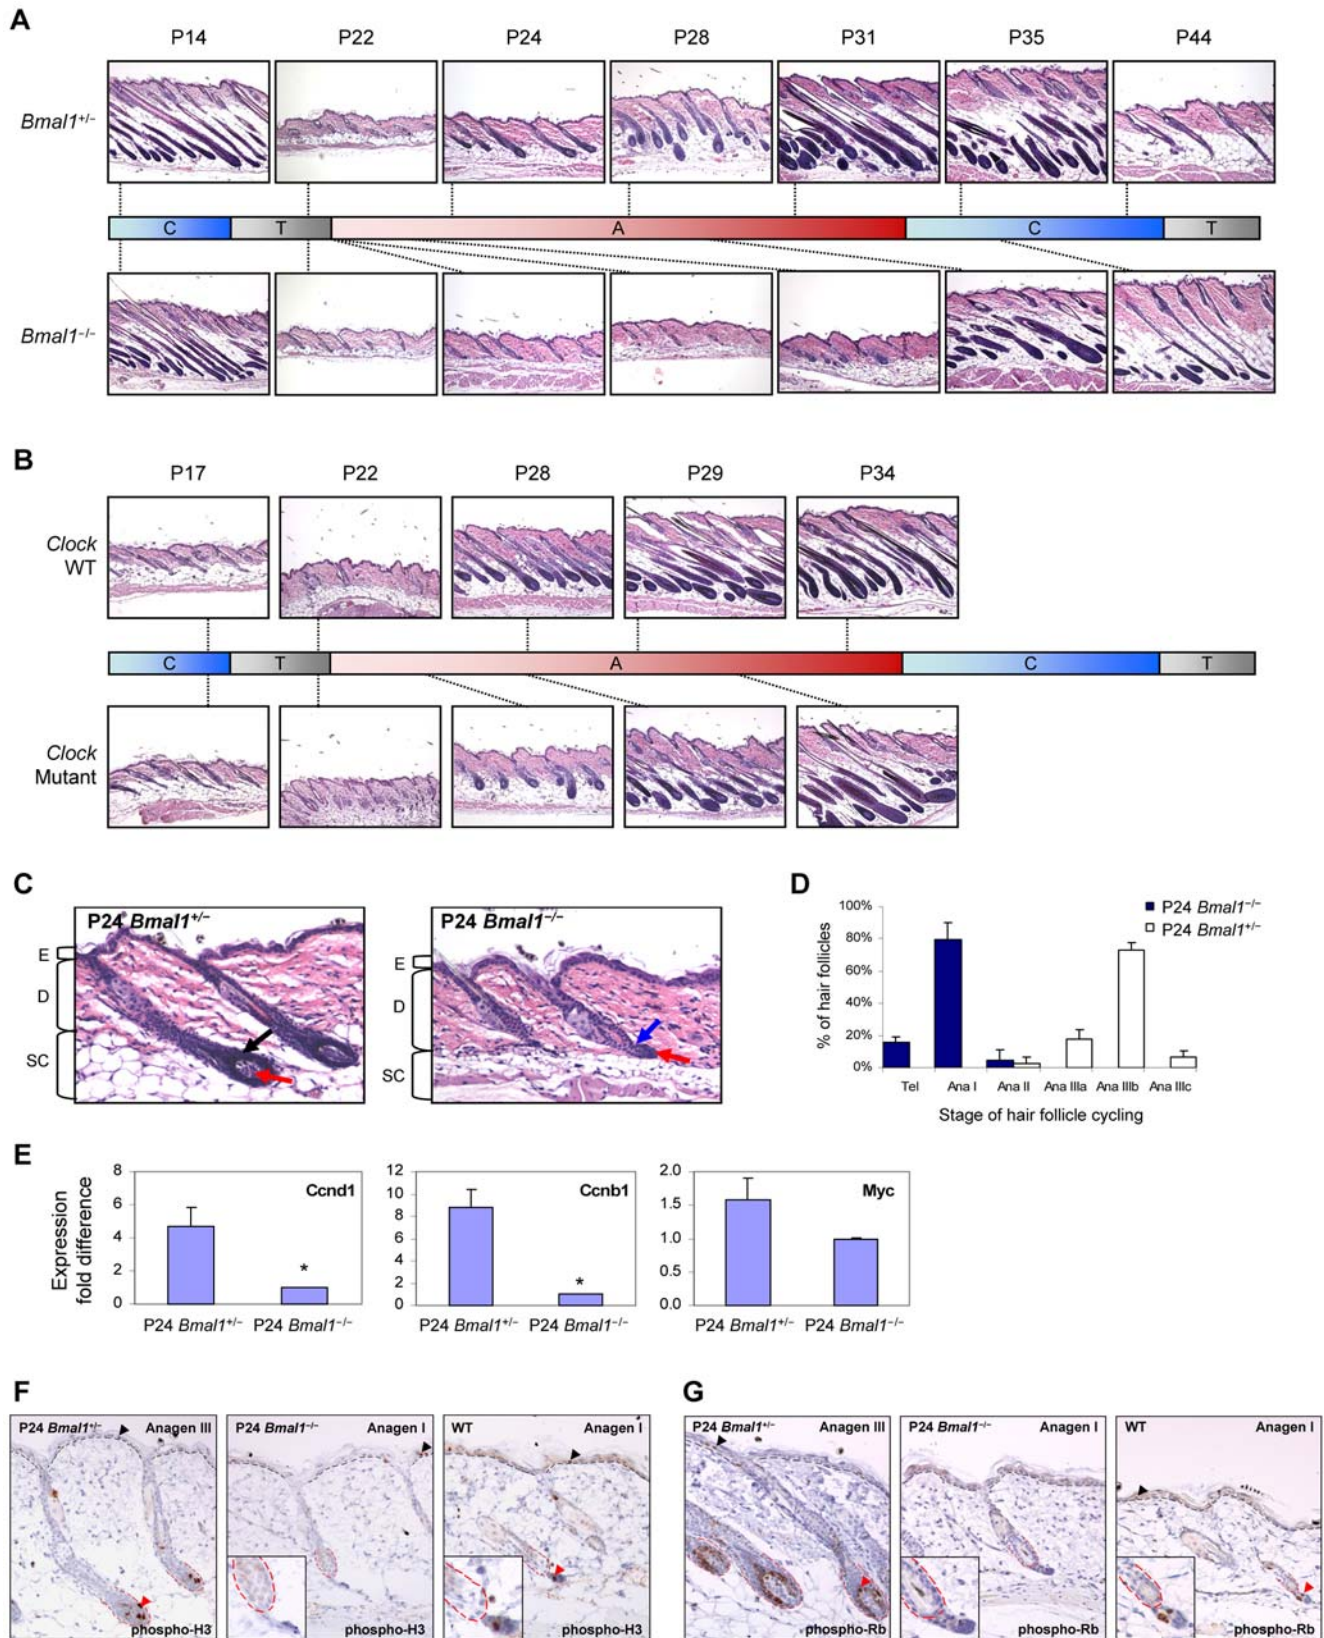 A
P14 P22 P24 P28 P31 P35 P44
Bmal1+/−
C T A C T
Bmal1−/−
B
P17 P22 P28 P29 P34
Clock
WT
C T A C T
Clock
Mutant
C
P24 Bmal1+/−
E
D
SC
P24 Bmal1−/−
E
D
SC
D
100%
80%
60%
40%
20%
0%
% of hair follicles
P24 Bmal1−/−
P24 Bmal1+/−
Tel Ana I Ana II Ana IIIa Ana IIIb Ana IIIc
Stage of hair follicle cycling
E
Expression
fold difference
8
6
4
2
0
Ccnd1
*
P24 Bmal1+/− P24 Bmal1−/−
12
10
8
6
4
2
0
Ccnb1
*
P24 Bmal1+/− P24 Bmal1−/−
2.0
1.5
1.0
0.5
0.0
Myc
P24 Bmal1+/− P24 Bmal1−/−
F
P24 Bmal1+/− Anagen III
phospho-H3
P24 Bmal1−/− Anagen I
phospho-H3
WT Anagen I
phospho-H3
G
P24 Bmal1+/− Anagen III
phospho-Rb
P24 Bmal1−/− Anagen I
phospho-Rb
WT Anagen I
phospho-Rb